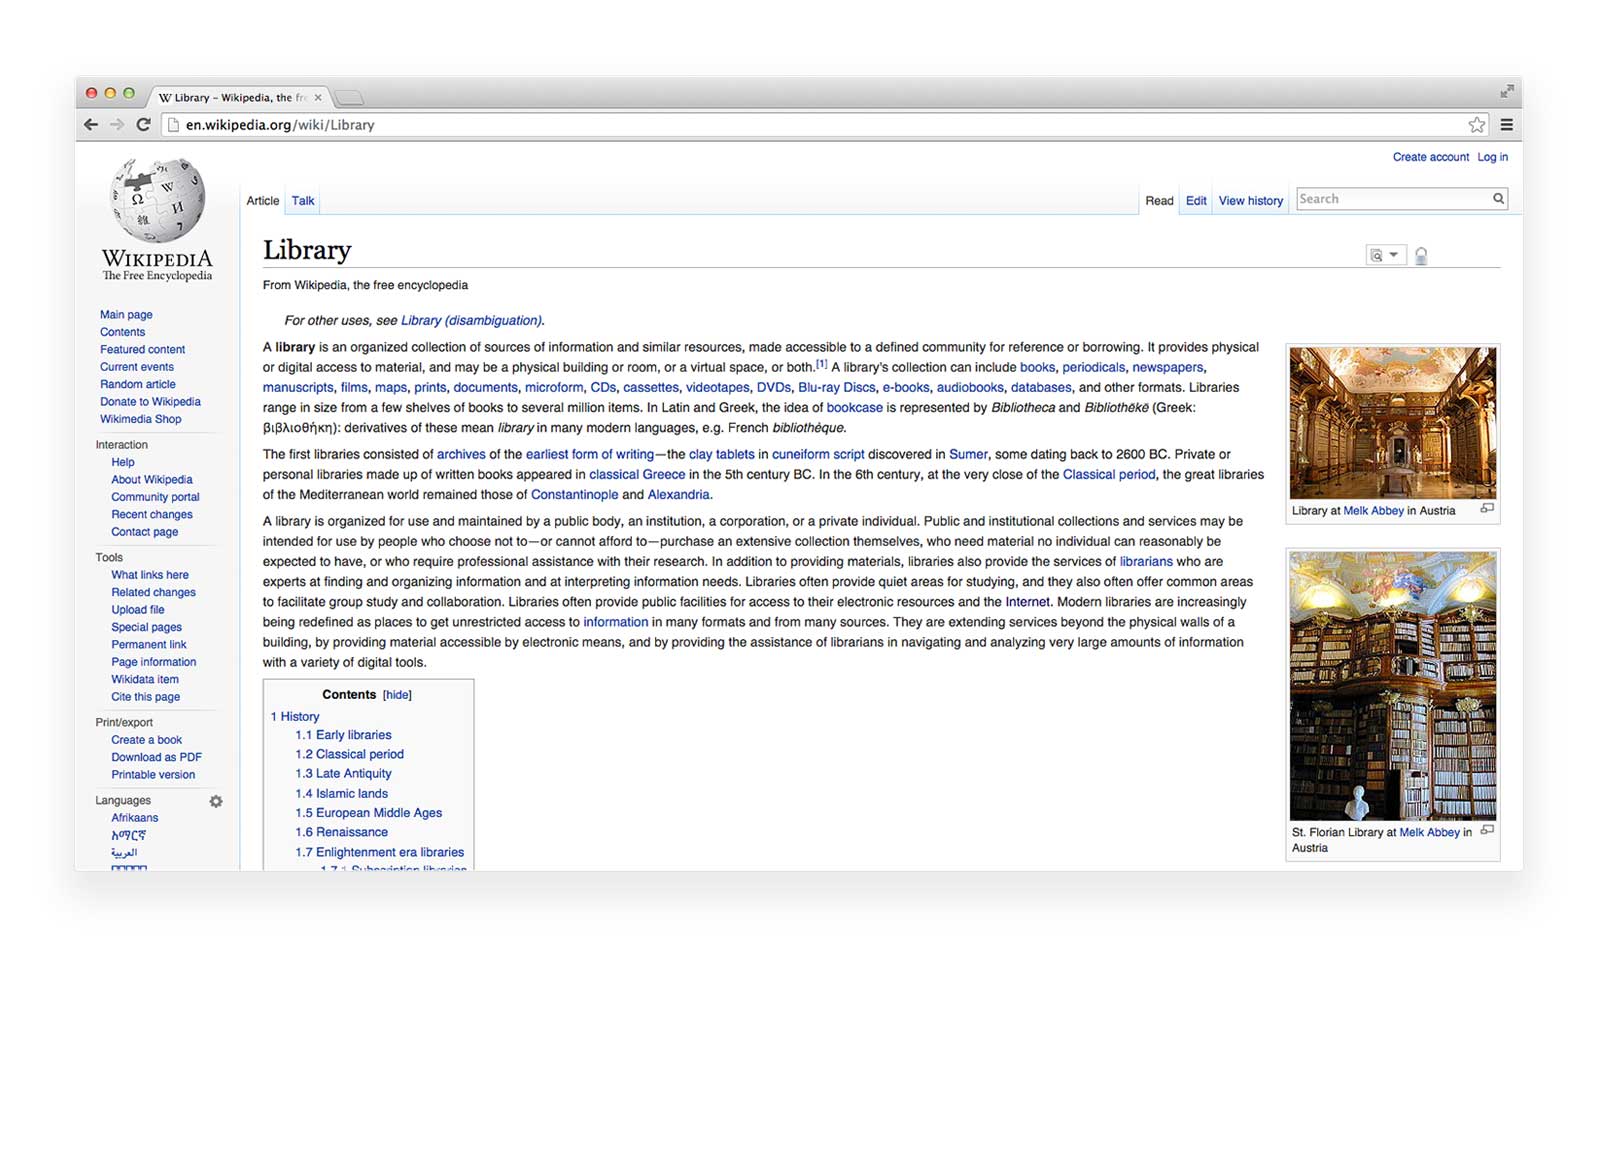 Library – Wikipedia, the fr
en.wikipedia.org/wiki/Library
Create account Log in
Article Talk
Read Edit View history Search
WIKIPEDIA
The Free Encyclopedia
Main page
Contents
Featured content
Current events
Random article
Donate to Wikipedia
Wikimedia Shop
Interaction
Help
About Wikipedia
Community portal
Recent changes
Contact page
Tools
What links here
Related changes
Upload file
Special pages
Permanent link
Page information
Wikidata item
Cite this page
Print/export
Create a book
Download as PDF
Printable version
Languages
Afrikaans
አማርኛ
العربية
Library
From Wikipedia, the free encyclopedia
For other uses, see Library (disambiguation).
A library is an organized collection of sources of information and similar resources, made accessible to a defined community for reference or borrowing. It provides physical
or digital access to material, and may be a physical building or room, or a virtual space, or both.[1] A library's collection can include books, periodicals, newspapers,
manuscripts, films, maps, prints, documents, microform, CDs, cassettes, videotapes, DVDs, Blu-ray Discs, e-books, audiobooks, databases, and other formats. Libraries
range in size from a few shelves of books to several million items. In Latin and Greek, the idea of bookcase is represented by Bibliotheca and Bibliothēkē (Greek:
βιβλιοθήκη): derivatives of these mean library in many modern languages, e.g. French bibliothèque.
The first libraries consisted of archives of the earliest form of writing—the clay tablets in cuneiform script discovered in Sumer, some dating back to 2600 BC. Private or
personal libraries made up of written books appeared in classical Greece in the 5th century BC. In the 6th century, at the very close of the Classical period, the great libraries
of the Mediterranean world remained those of Constantinople and Alexandria.
A library is organized for use and maintained by a public body, an institution, a corporation, or a private individual. Public and institutional collections and services may be
intended for use by people who choose not to—or cannot afford to—purchase an extensive collection themselves, who need material no individual can reasonably be
expected to have, or who require professional assistance with their research. In addition to providing materials, libraries also provide the services of librarians who are
experts at finding and organizing information and at interpreting information needs. Libraries often provide quiet areas for studying, and they also often offer common areas
to facilitate group study and collaboration. Libraries often provide public facilities for access to their electronic resources and the Internet. Modern libraries are increasingly
being redefined as places to get unrestricted access to information in many formats and from many sources. They are extending services beyond the physical walls of a
building, by providing material accessible by electronic means, and by providing the assistance of librarians in navigating and analyzing very large amounts of information
with a variety of digital tools.
Contents [hide]
1 History
1.1 Early libraries
1.2 Classical period
1.3 Late Antiquity
1.4 Islamic lands
1.5 European Middle Ages
1.6 Renaissance
1.7 Enlightenment era libraries
1.7.1 Subscription libraries
Library at Melk Abbey in Austria
St. Florian Library at Melk Abbey in
Austria